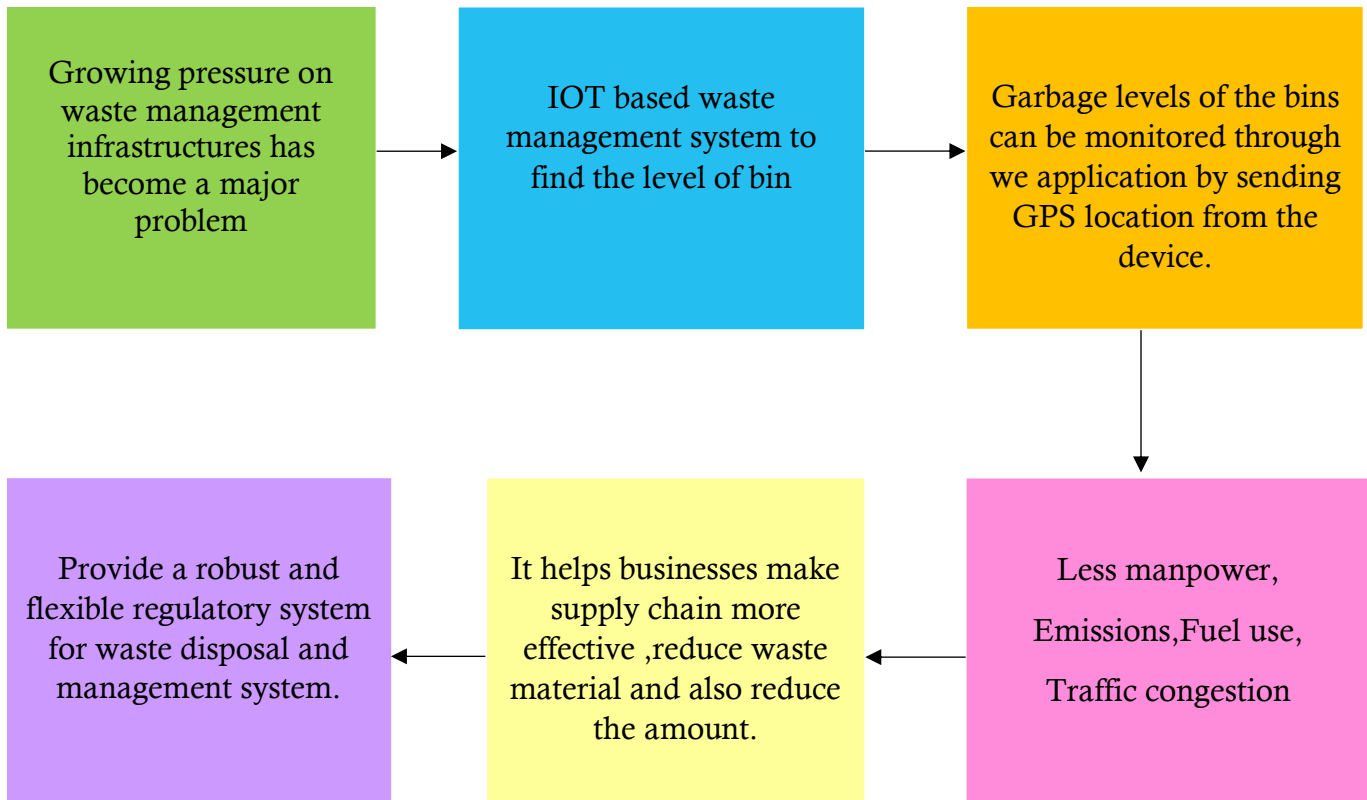 Growing pressure on
waste management
infrastructures has
become a major
problem
IOT based waste
management system to
find the level of bin
Garbage levels of the bins
can be monitored through
we application by sending
GPS location from the
device.
Less manpower,
Emissions,Fuel use,
Traffic congestion
It helps businesses make
supply chain more
effective ,reduce waste
material and also reduce
the amount.
Provide a robust and
flexible regulatory system
for waste disposal and
management system.